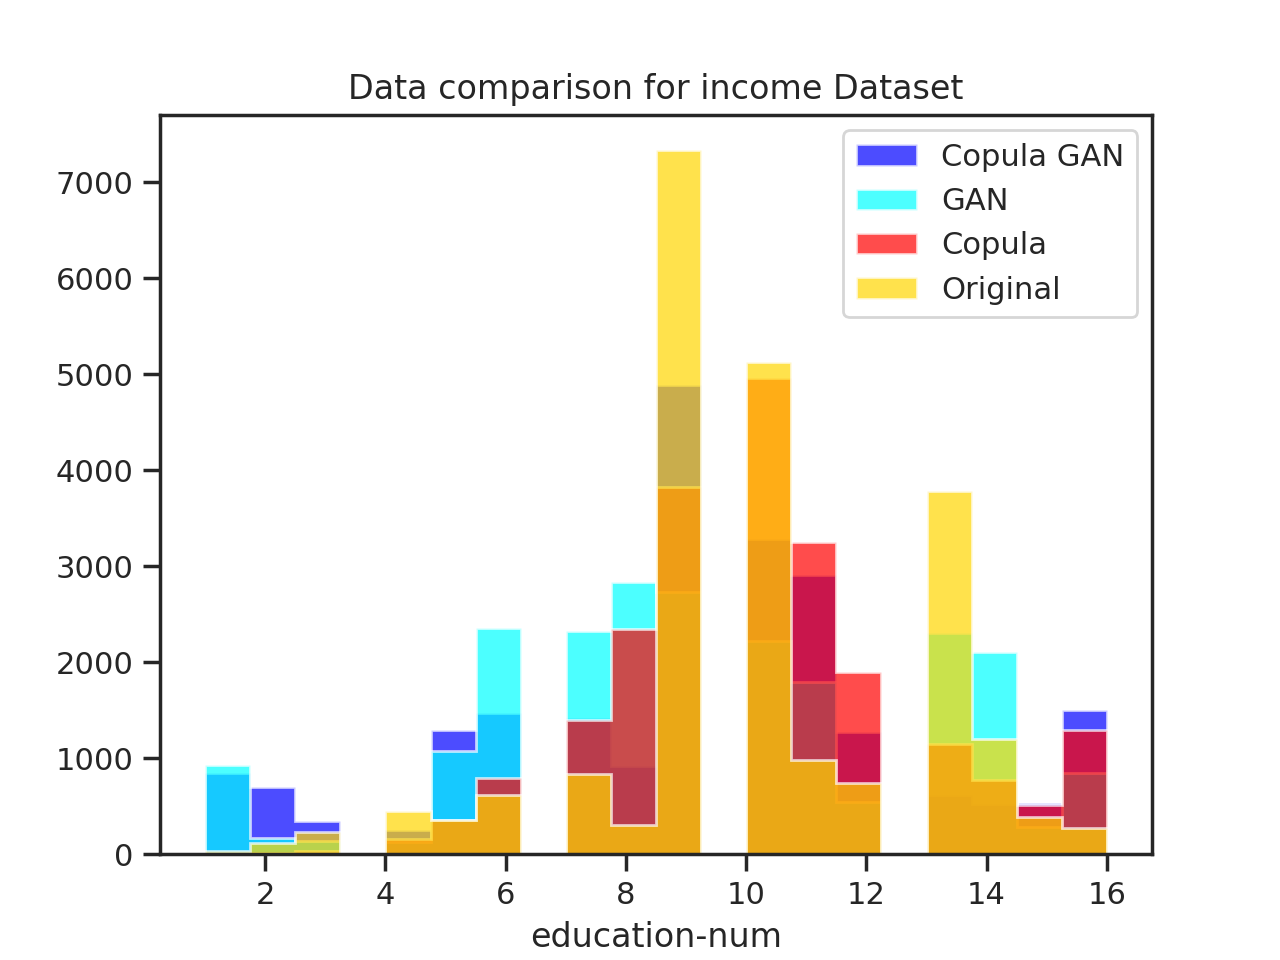 Data comparison for income Dataset
Copula GAN
GAN
Copula
Original
7000
6000
5000
4000
3000
2000
1000
0
2 4 6 8 10 12 14 16
education-num